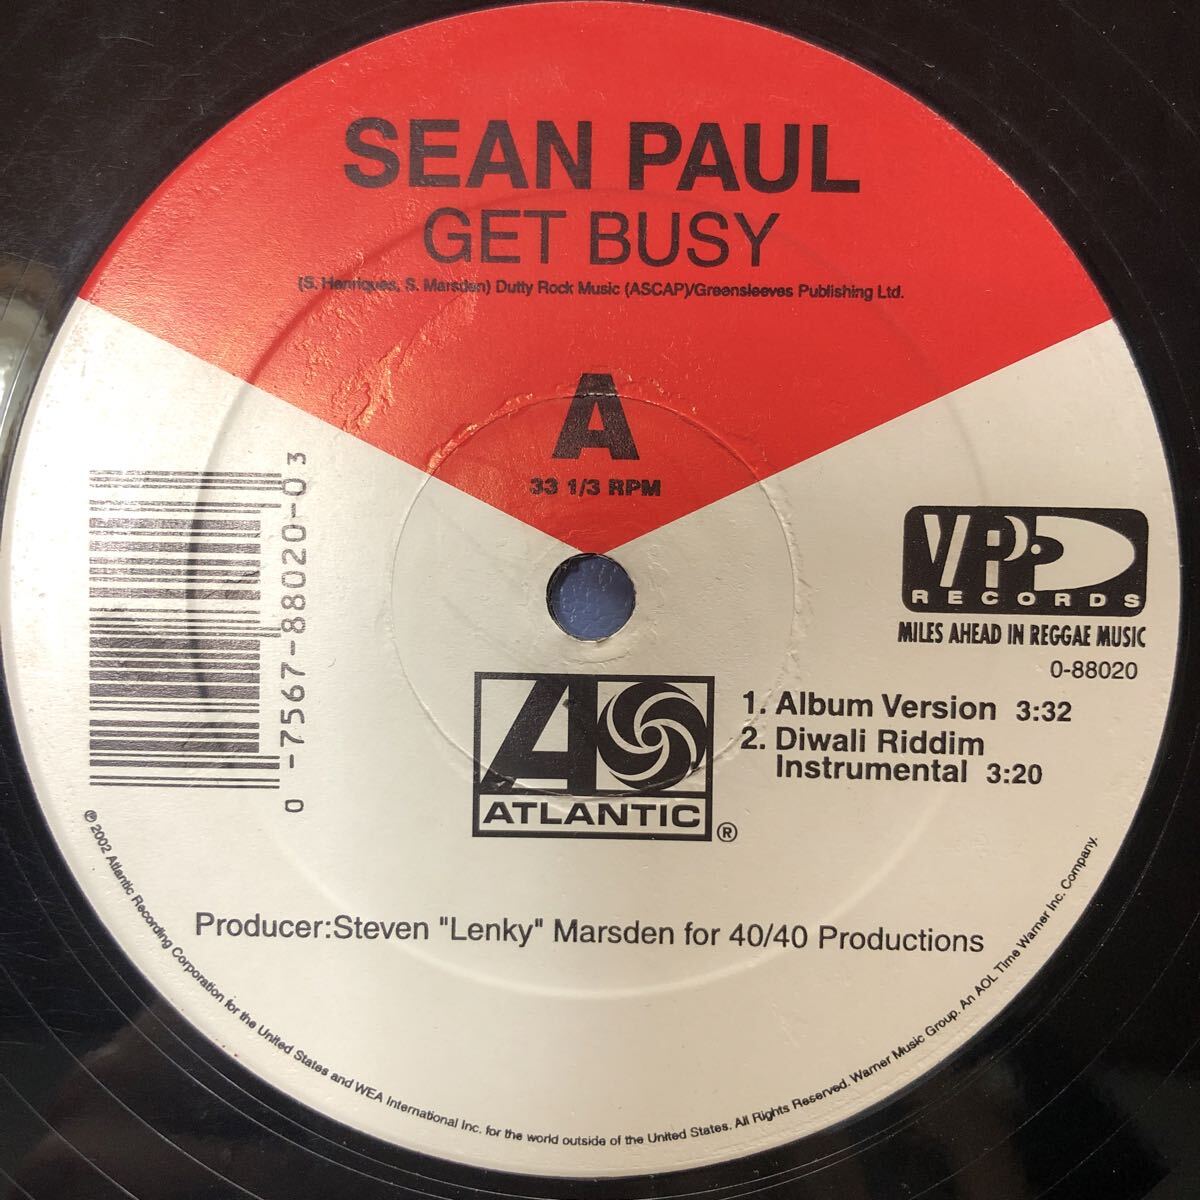 SEAN PAUL
GET BUSY
(S. Henriques, S. Marsden) Dutty Rock Music (ASCAP)/Greensleeves Publishing Ltd.
A
33 1/3 RPM
0-7567-88020-03
VP
RECORDS
MILES AHEAD IN REGGAE MUSIC
0-88020
1. Album Version 3:32
2. Diwali Riddim
Instrumental 3:20
A
ATLANTIC ®
Producer:Steven "Lenky" Marsden for 40/40 Productions
℗ 2002 Atlantic Recording Corporation for the United States and WEA International Inc. for the world outside of the United States. All Rights Reserved. Warner Music Group. An AOL Time Warner Inc. Company.